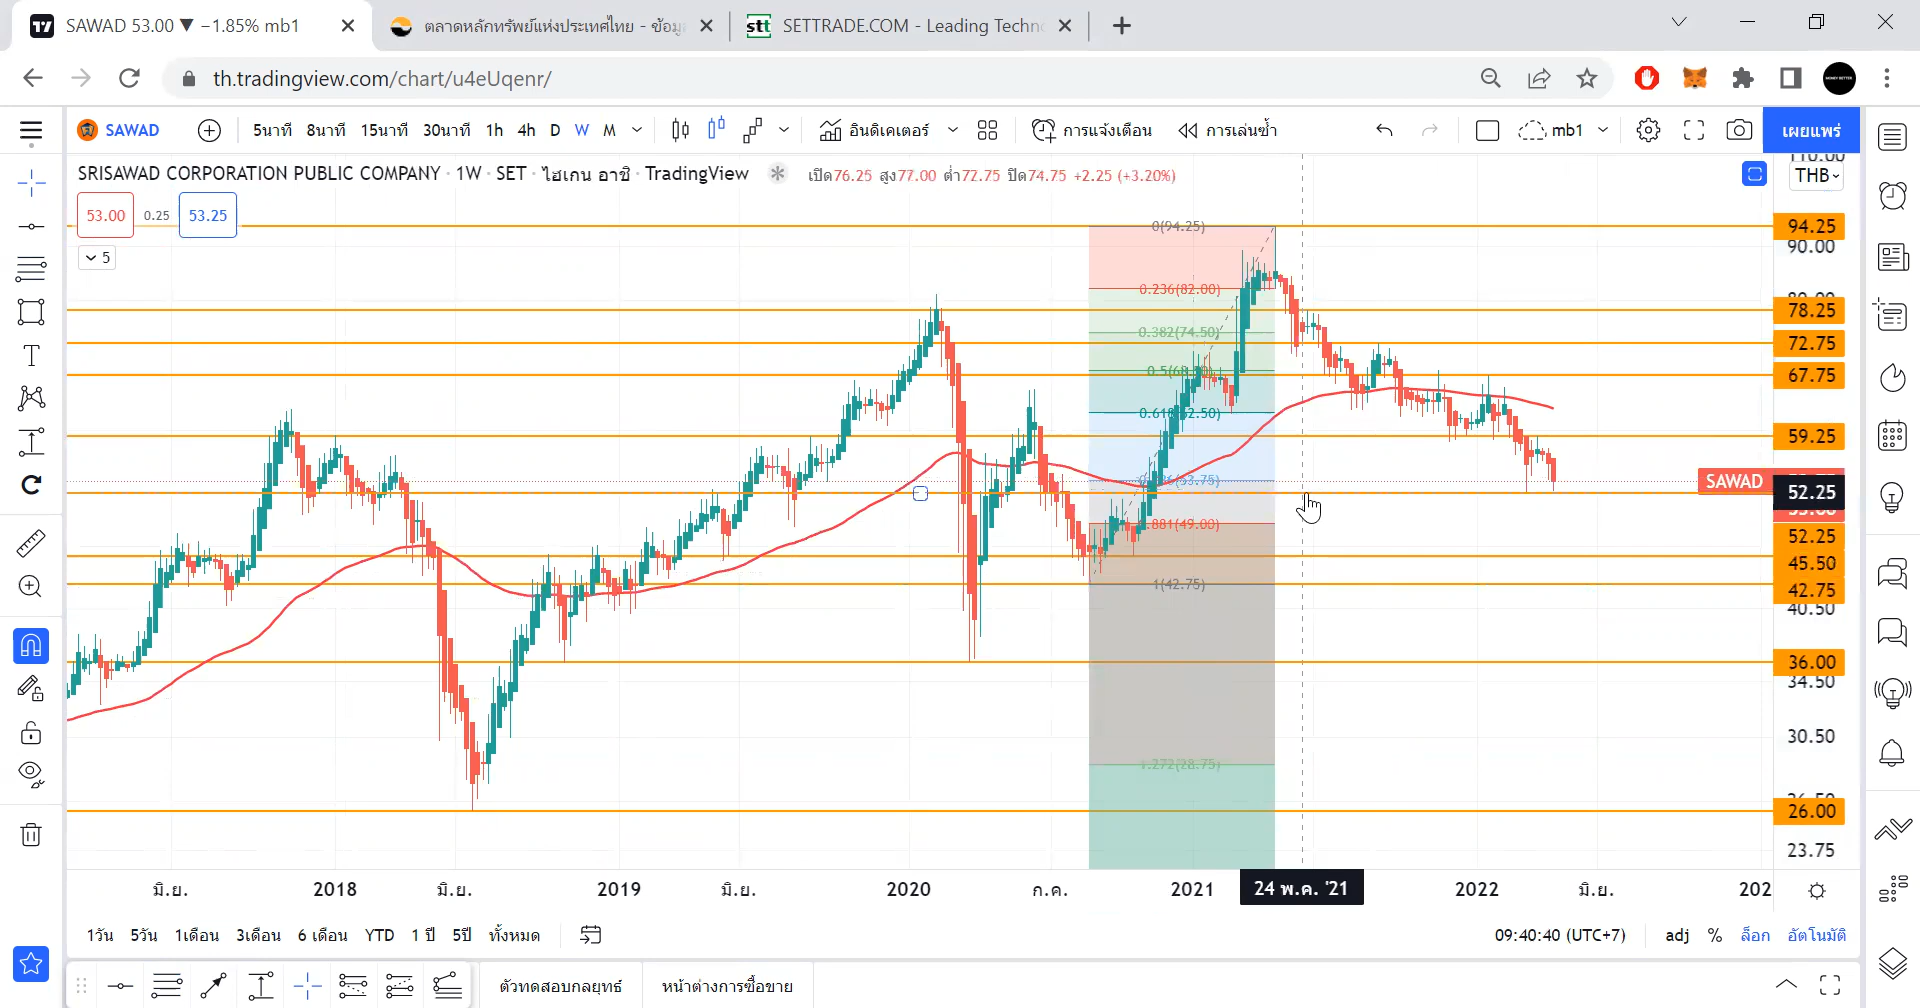 SAWAD 53.00 ▼ −1.85% mb1
ตลาดหลักทรัพย์แห่งประเทศไทย - ข้อมู
stt SETTRADE.COM - Leading Techn
th.tradingview.com/chart/u4eUqenr/
SAWAD 5นาที 8นาที 15นาที 30นาที 1h 4h D W M อินดิเคเตอร์ การแจ้งเตือน การเล่นซ้ำ mb1 เผยแพร่
SRISAWAD CORPORATION PUBLIC COMPANY · 1W · SET · ไฮเกน อาชิ · TradingView เปิด76.25 สูง77.00 ต่ำ72.75 ปิด74.75 +2.25 (+3.20%)
110.00
THB
53.00 0.25 53.25
5
0(94.25)
94.25
90.00
0.236(82.00)
80.00
78.25
0.382(74.50)
72.75
67.75
0.618(62.50)
59.25
SAWAD
52.25
53.00
0.881(49.00)
52.25
45.50
1(42.75)
42.75
40.50
36.00
34.50
30.50
1.272(28.75)
26.00
23.75
มิ.ย. 2018 มิ.ย. 2019 มิ.ย. 2020 ก.ค. 2021 24 พ.ค. '21 2022 มิ.ย. 202
1วัน 5วัน 1เดือน 3เดือน 6 เดือน YTD 1 ปี 5ปี ทั้งหมด 09:40:40 (UTC+7) adj % ล็อก อัตโนมัติ
ตัวทดสอบกลยุทธ์ หน้าต่างการซื้อขาย